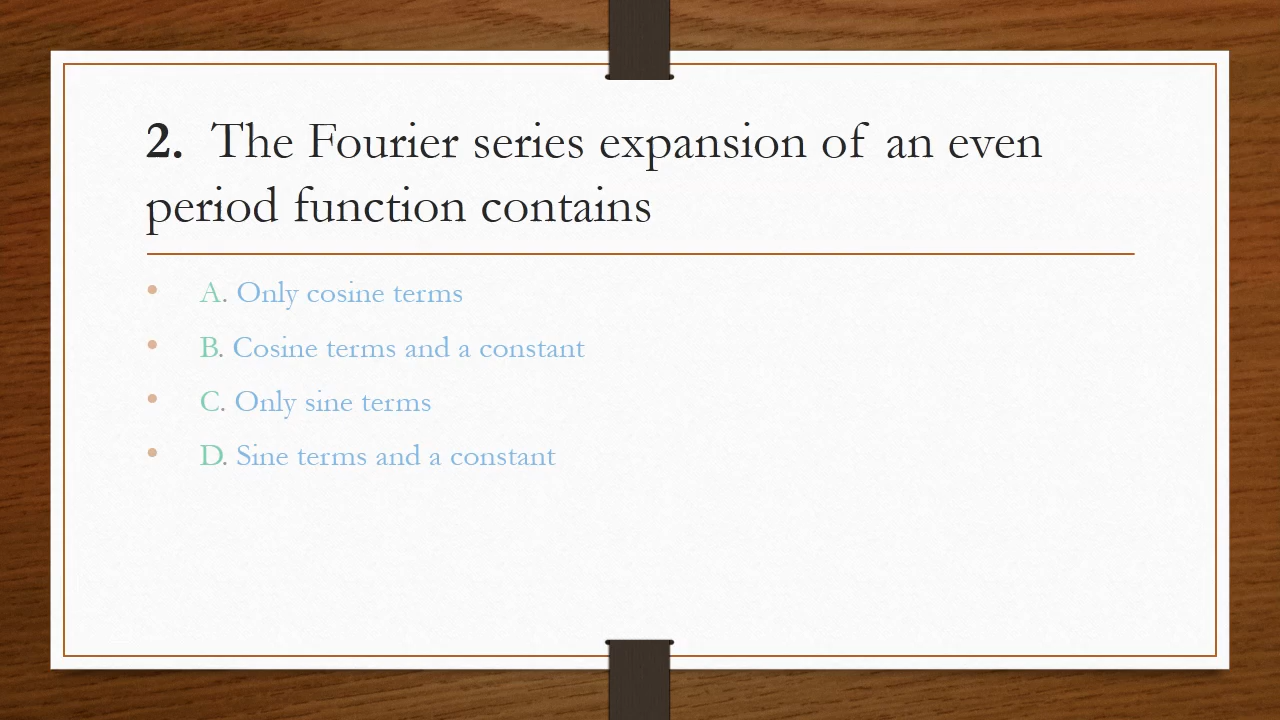 2. The Fourier series expansion of an even
period function contains
• A. Only cosine terms
• B. Cosine terms and a constant
• C. Only sine terms
• D. Sine terms and a constant